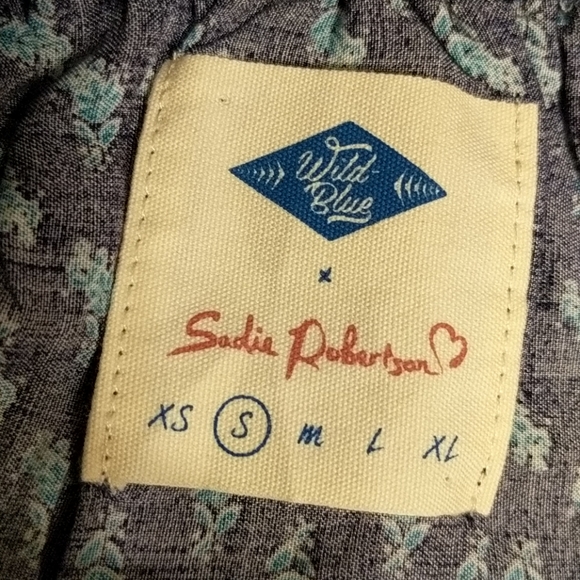 Wild
Blue
x
Sadie Robertson
XS S M L XL